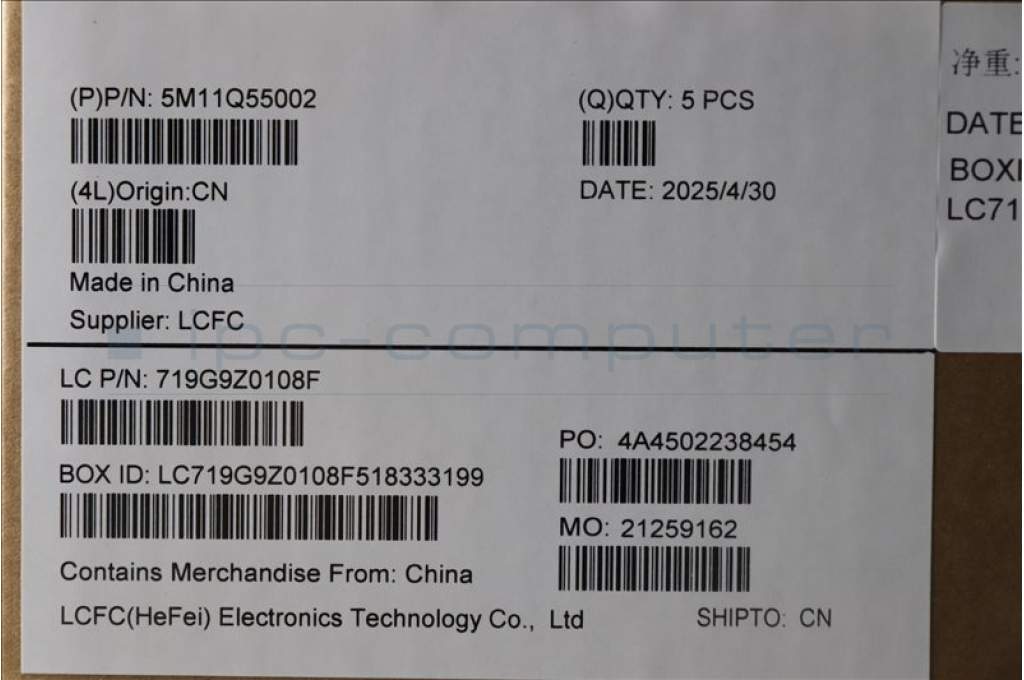 (P)P/N: 5M11Q55002
(Q)QTY: 5 PCS
(4L)Origin:CN
DATE: 2025/4/30
Made in China
Supplier: LCFC
ipc-computer
LC P/N: 719G9Z0108F
PO: 4A4502238454
BOX ID: LC719G9Z0108F518333199
MO: 21259162
Contains Merchandise From: China
LCFC(HeFei) Electronics Technology Co., Ltd
SHIPTO: CN
净重:
DATE
BOXI
LC71